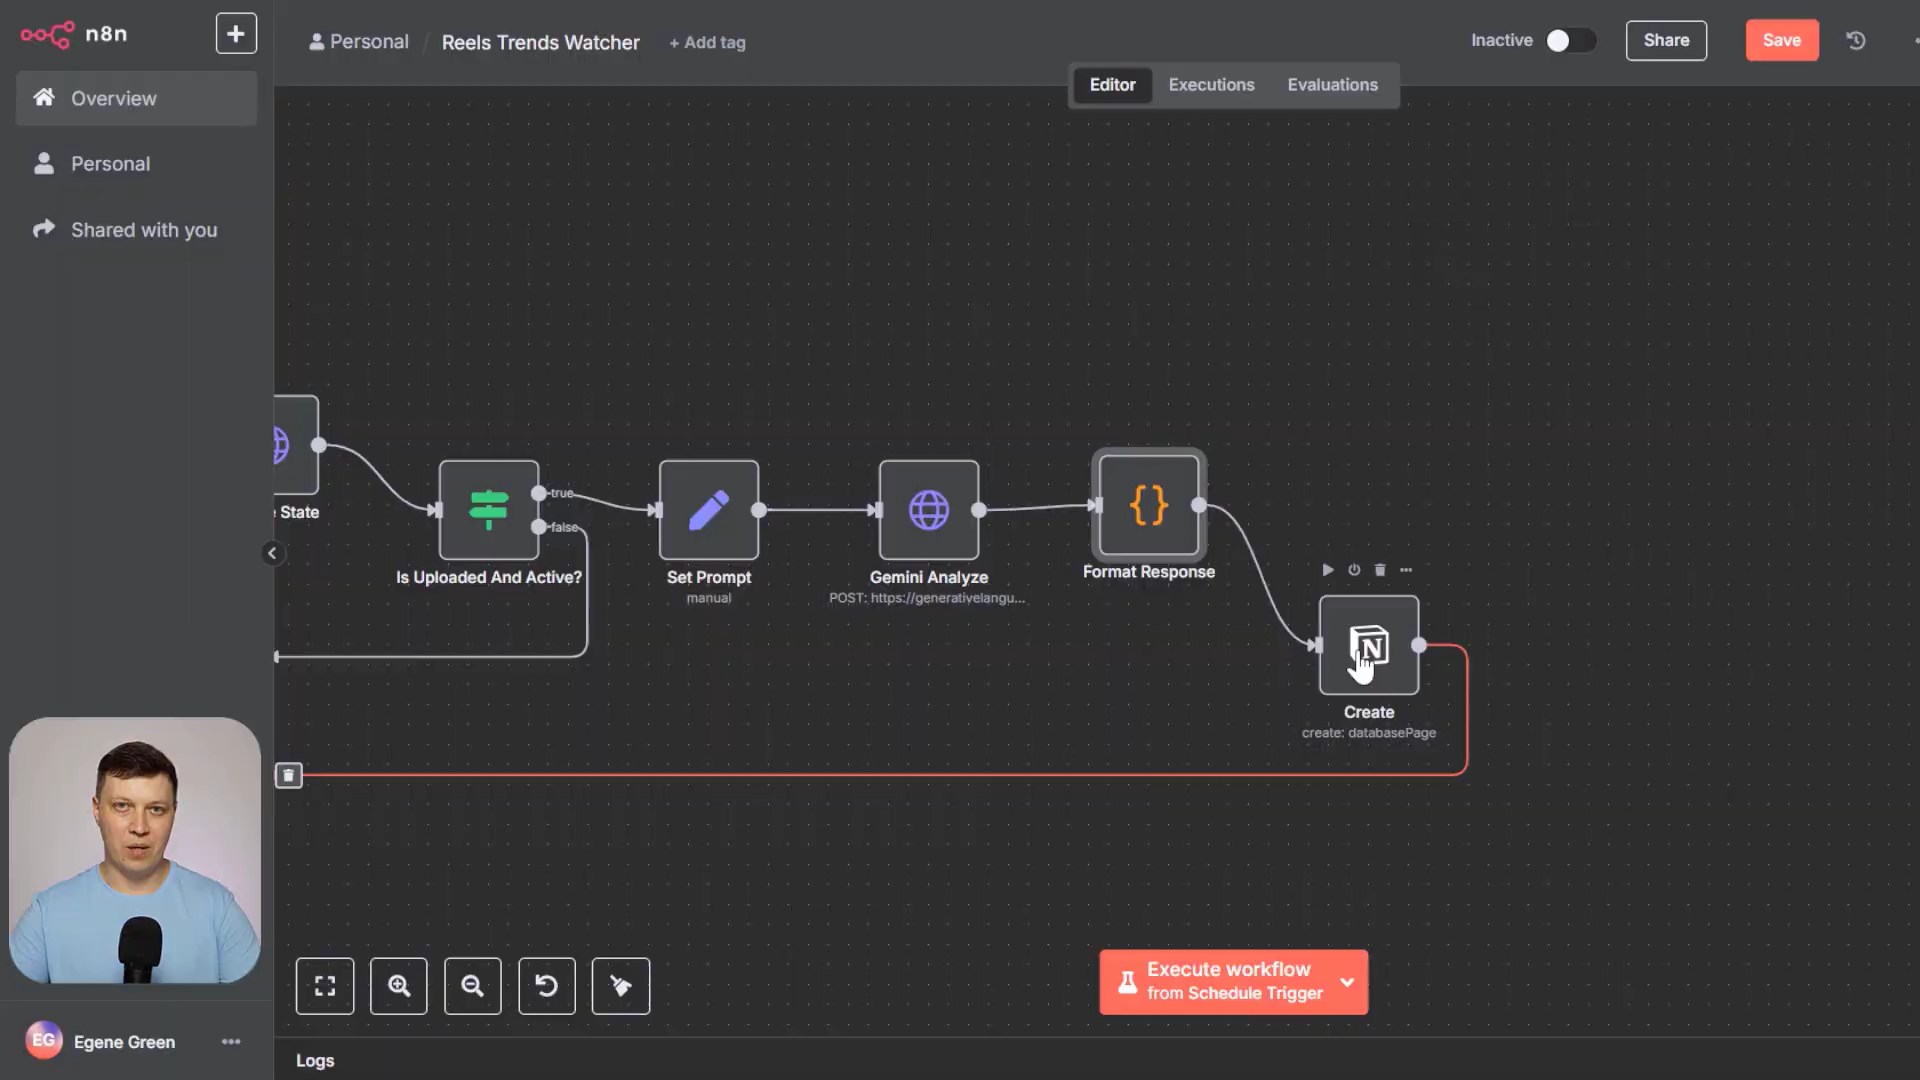 n8n
Overview
Personal
Shared with you
Personal / Reels Trends Watcher + Add tag
Inactive
Share
Save
Editor
Executions
Evaluations
State
true
false
Is Uploaded And Active?
Set Prompt
manual
Gemini Analyze
POST: https://generativelangu...
{}
Format Response
N
Create
create: databasePage
Execute workflow
from Schedule Trigger
EG
Egene Green
Logs